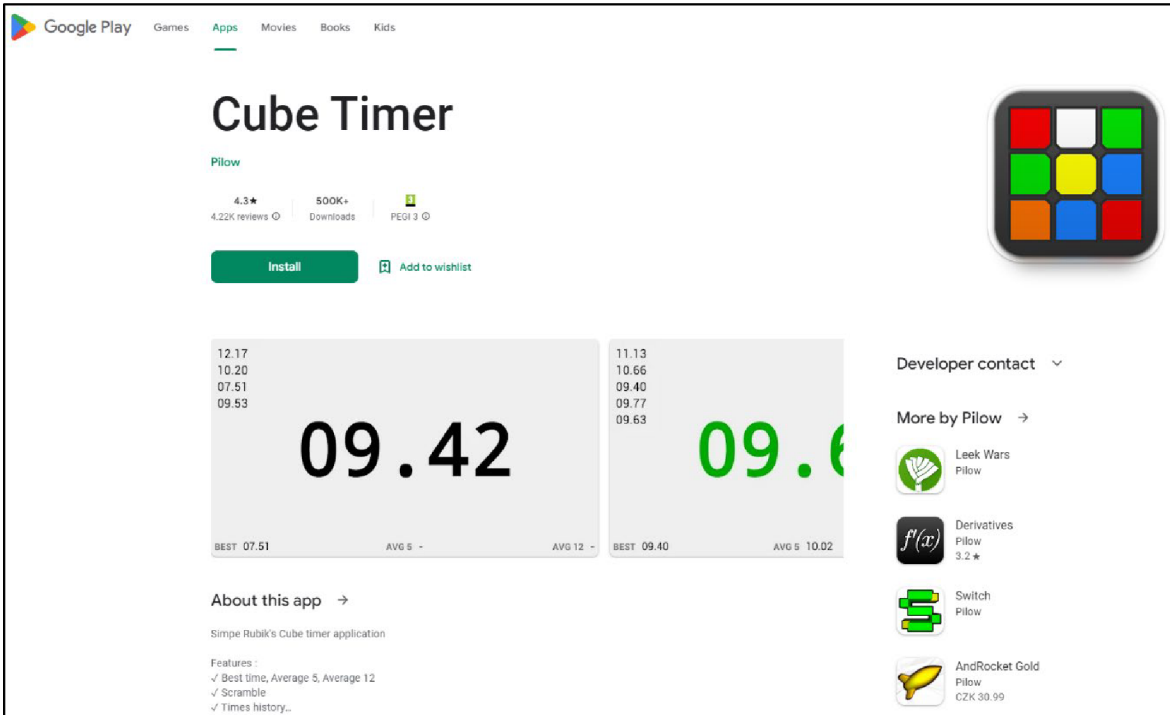 Google Play Games Apps Movies Books Kids
Cube Timer
Pilow
4.3★ 500K+ 3
4.22K reviews Downloads PEGI 3
Install Add to wishlist
12.17
10.20
07.51
09.53
09.42
BEST 07.51 AVG 5 - AVG 12 -
11.13
10.66
09.40
09.77
09.63
09.6
BEST 09.40 AVG 5 10.02
Developer contact
More by Pilow →
Leek Wars
Pilow
f'(x)
Derivatives
Pilow
3.2 ★
Switch
Pilow
AndRocket Gold
Pilow
CZK 30.99
About this app →
Simpe Rubik's Cube timer application
Features :
✓ Best time, Average 5, Average 12
✓ Scramble
✓ Times history...